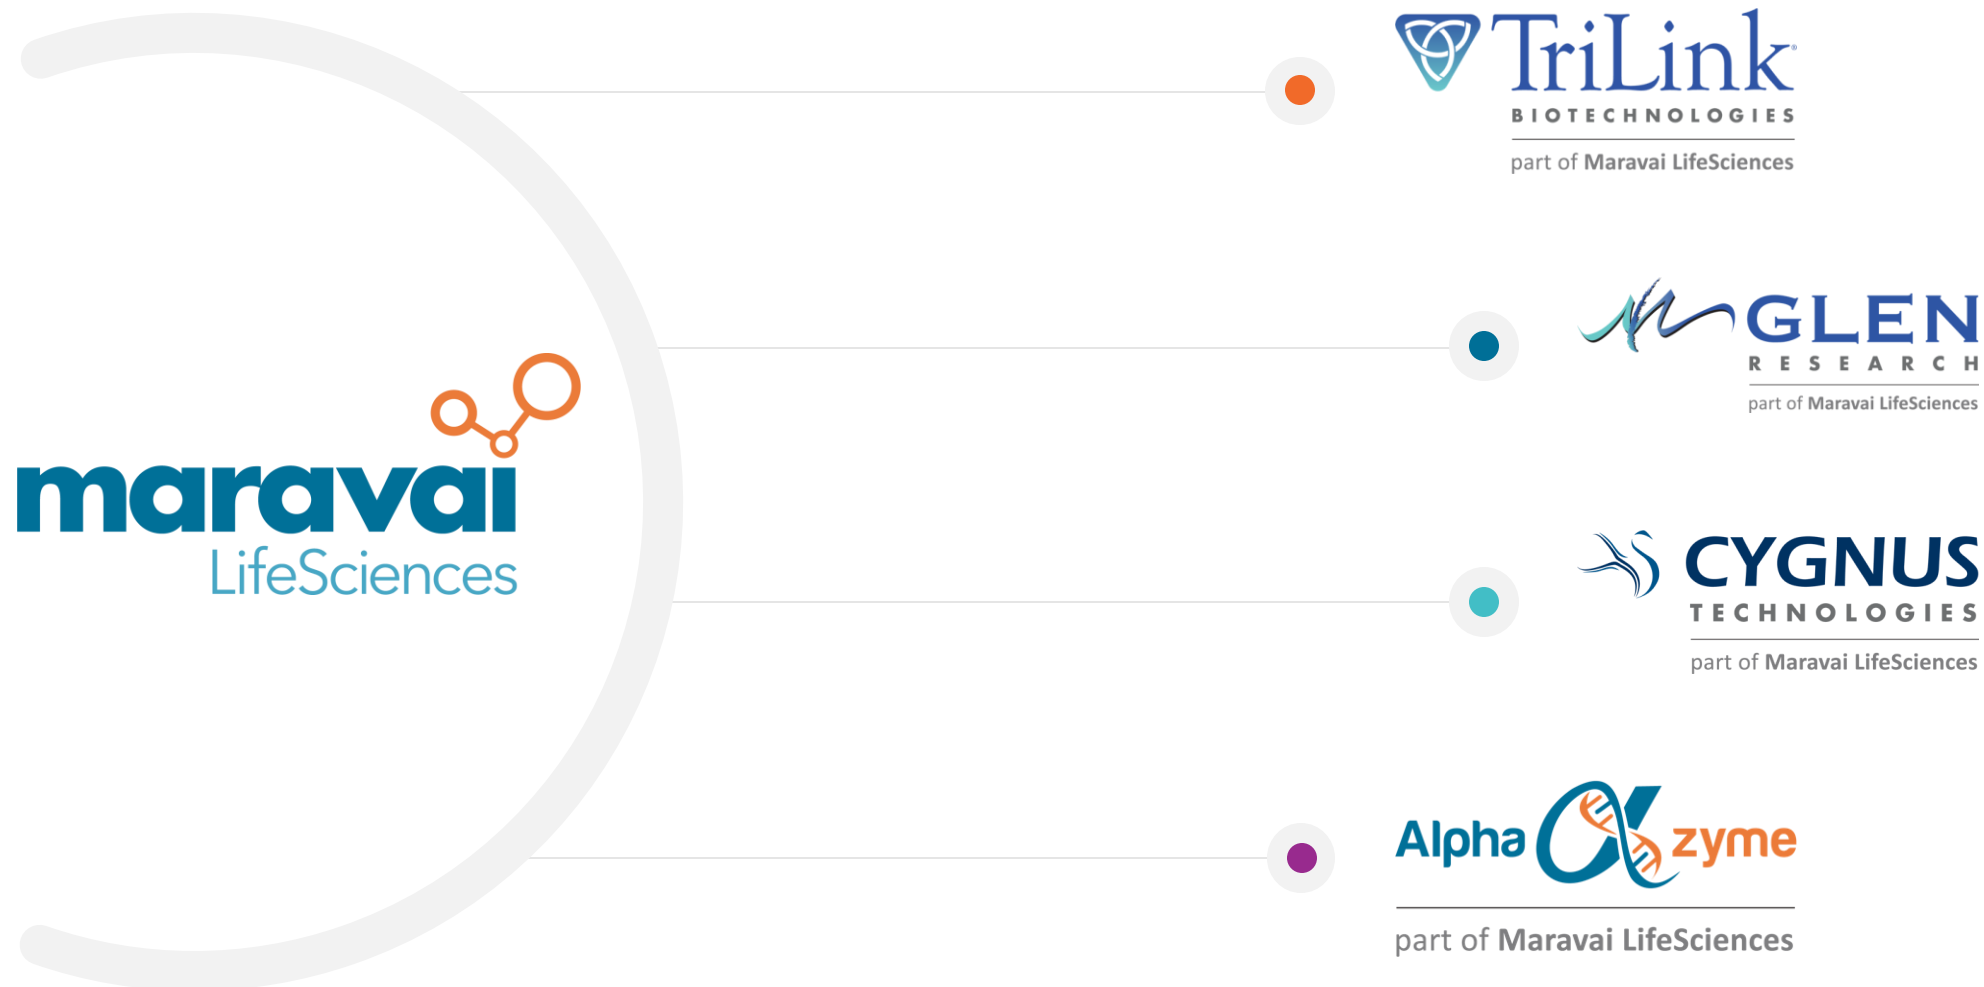 maravai
LifeSciences
TriLink®
BIOTECHNOLOGIES
part of Maravai LifeSciences
GLEN
RESEARCH
part of Maravai LifeSciences
CYGNUS
TECHNOLOGIES
part of Maravai LifeSciences
Alpha zyme
part of Maravai LifeSciences